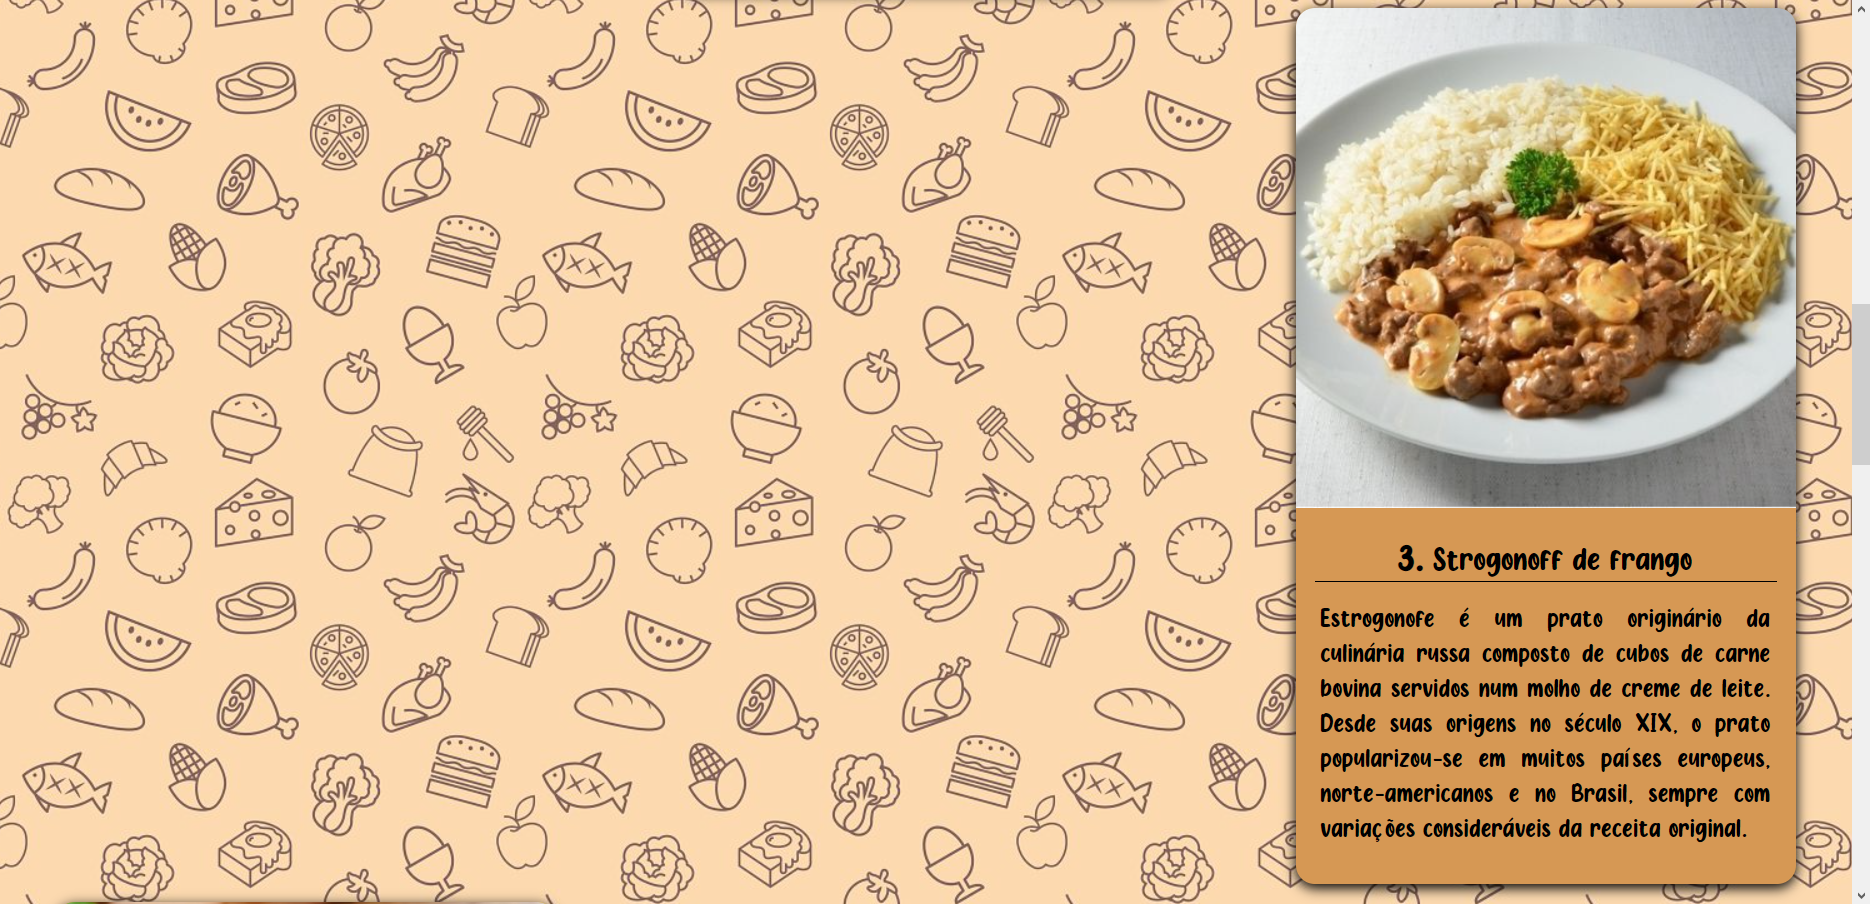 3. Strogonoff de frango
Estrogonofe é um prato originário da
culinária russa composto de cubos de carne
bovina servidos num molho de creme de leite.
Desde suas origens no século XIX, o prato
popularizou-se em muitos países europeus,
norte-americanos e no Brasil, sempre com
variações consideráveis da receita original.